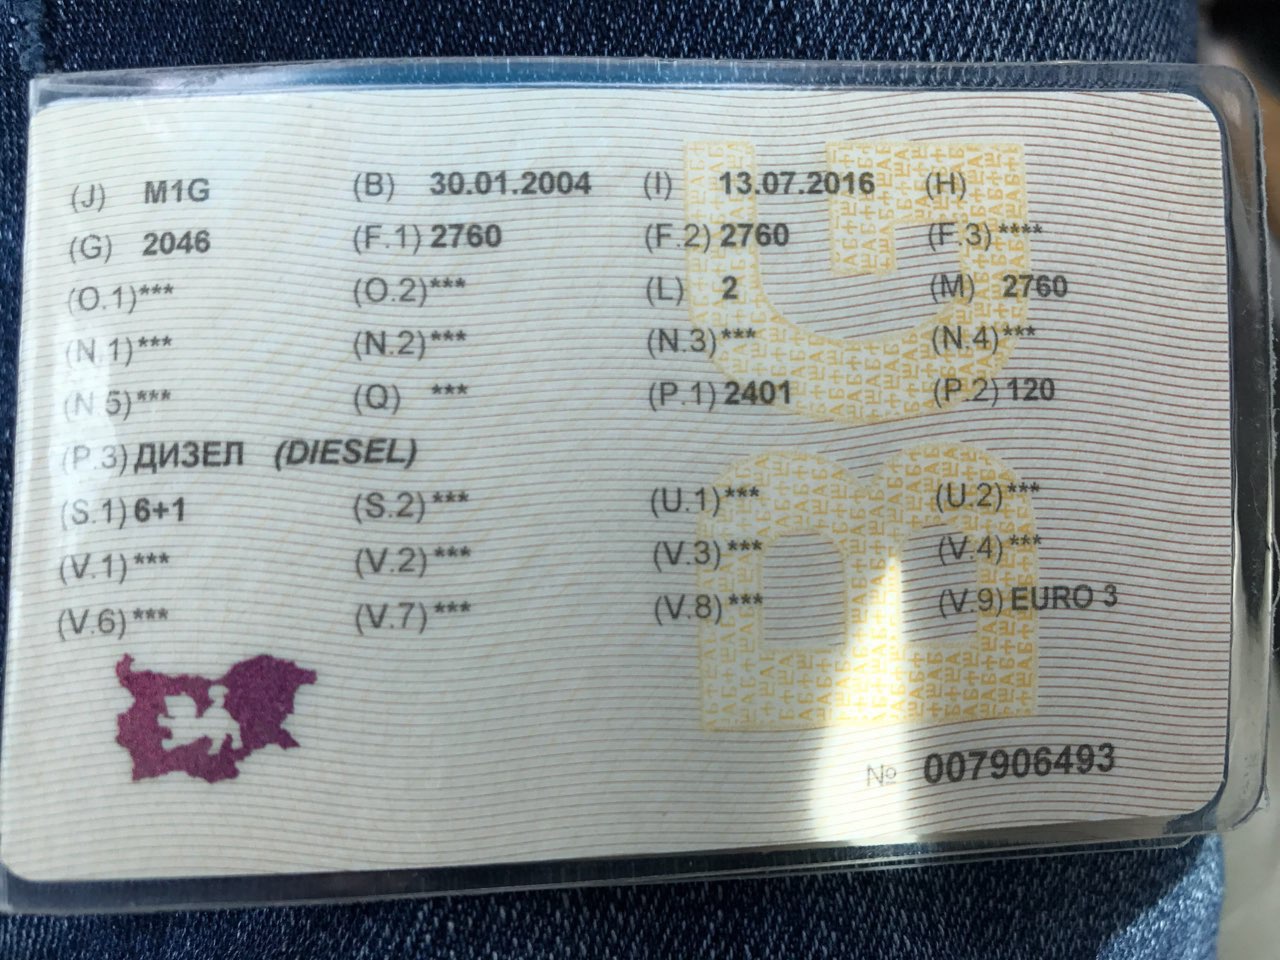 (J) M1G (B) 30.01.2004 (I) 13.07.2016 (H)
(G) 2046 (F.1) 2760 (F.2) 2760 (F.3) ****
(O.1) *** (O.2) *** (L) 2 (M) 2760
(N.1) *** (N.2) *** (N.3) *** (N.4) ***
(N.5) *** (Q) *** (P.1) 2401 (P.2) 120
(P.3) ДИЗЕЛ (DIESEL)
(S.1) 6+1 (S.2) *** (U.1) *** (U.2) ***
(V.1) *** (V.2) *** (V.3) *** (V.4) ***
(V.6) *** (V.7) *** (V.8) *** (V.9) EURO 3
№ 007906493